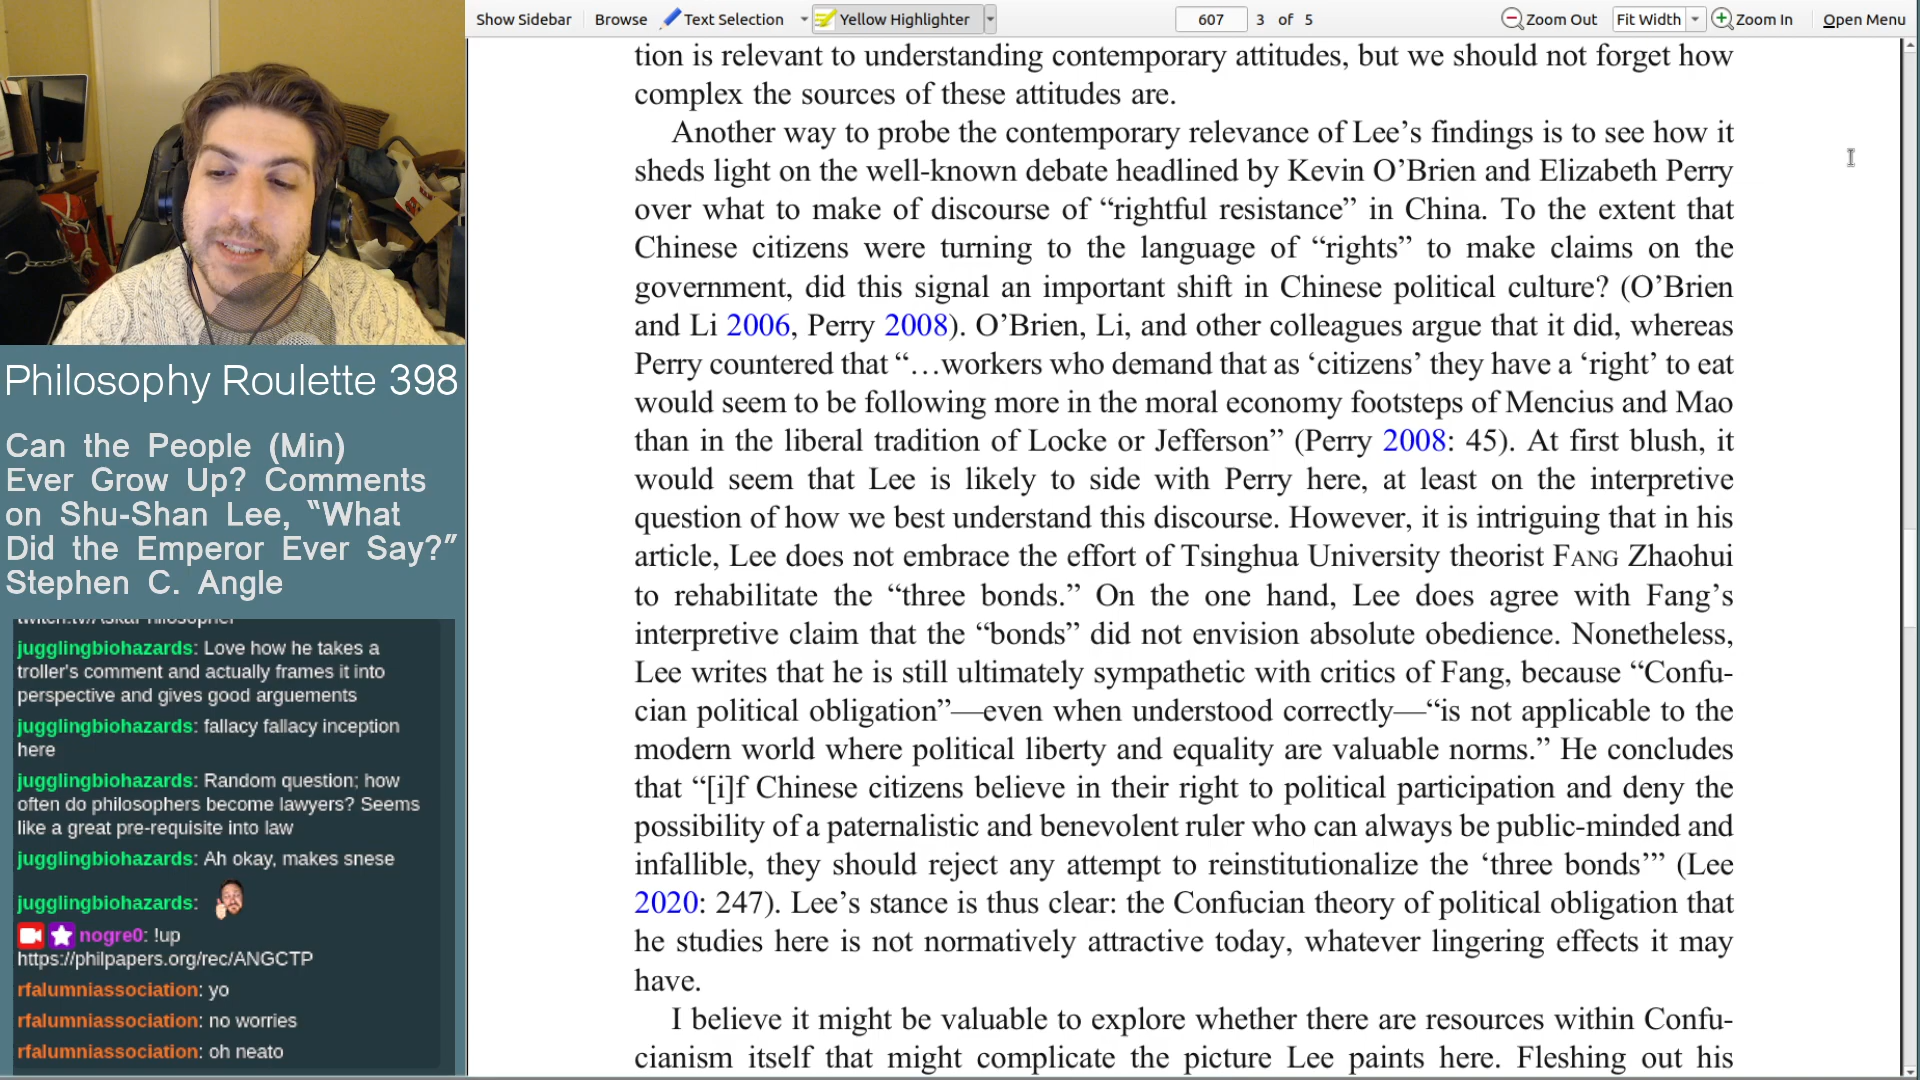 Show Sidebar Browse Text Selection Yellow Highlighter 607 3 of 5 Zoom Out Fit Width Zoom In Open Menu
Philosophy Roulette 398
Can the People (Min)
Ever Grow Up? Comments
on Shu-Shan Lee, “What
Did the Emperor Ever Say?”
Stephen C. Angle
jugglingbiohazards: Love how he takes a
troller's comment and actually frames it into
perspective and gives good arguements
jugglingbiohazards: fallacy fallacy inception
here
jugglingbiohazards: Random question; how
often do philosophers become lawyers? Seems
like a great pre-requisite into law
jugglingbiohazards: Ah okay, makes snese
jugglingbiohazards:
nogre0: !up
https://philpapers.org/rec/ANGCTP
rfalumniassociation: yo
rfalumniassociation: no worries
rfalumniassociation: oh neato
tion is relevant to understanding contemporary attitudes, but we should not forget how
complex the sources of these attitudes are.
Another way to probe the contemporary relevance of Lee’s findings is to see how it
sheds light on the well-known debate headlined by Kevin O’Brien and Elizabeth Perry
over what to make of discourse of “rightful resistance” in China. To the extent that
Chinese citizens were turning to the language of “rights” to make claims on the
government, did this signal an important shift in Chinese political culture? (O’Brien
and Li 2006, Perry 2008). O’Brien, Li, and other colleagues argue that it did, whereas
Perry countered that “…workers who demand that as ‘citizens’ they have a ‘right’ to eat
would seem to be following more in the moral economy footsteps of Mencius and Mao
than in the liberal tradition of Locke or Jefferson” (Perry 2008: 45). At first blush, it
would seem that Lee is likely to side with Perry here, at least on the interpretive
question of how we best understand this discourse. However, it is intriguing that in his
article, Lee does not embrace the effort of Tsinghua University theorist FANG Zhaohui
to rehabilitate the “three bonds.” On the one hand, Lee does agree with Fang’s
interpretive claim that the “bonds” did not envision absolute obedience. Nonetheless,
Lee writes that he is still ultimately sympathetic with critics of Fang, because “Confu-
cian political obligation”—even when understood correctly—“is not applicable to the
modern world where political liberty and equality are valuable norms.” He concludes
that “[i]f Chinese citizens believe in their right to political participation and deny the
possibility of a paternalistic and benevolent ruler who can always be public-minded and
infallible, they should reject any attempt to reinstitutionalize the ‘three bonds’” (Lee
2020: 247). Lee’s stance is thus clear: the Confucian theory of political obligation that
he studies here is not normatively attractive today, whatever lingering effects it may
have.
I believe it might be valuable to explore whether there are resources within Confu-
cianism itself that might complicate the picture Lee paints here. Fleshing out his